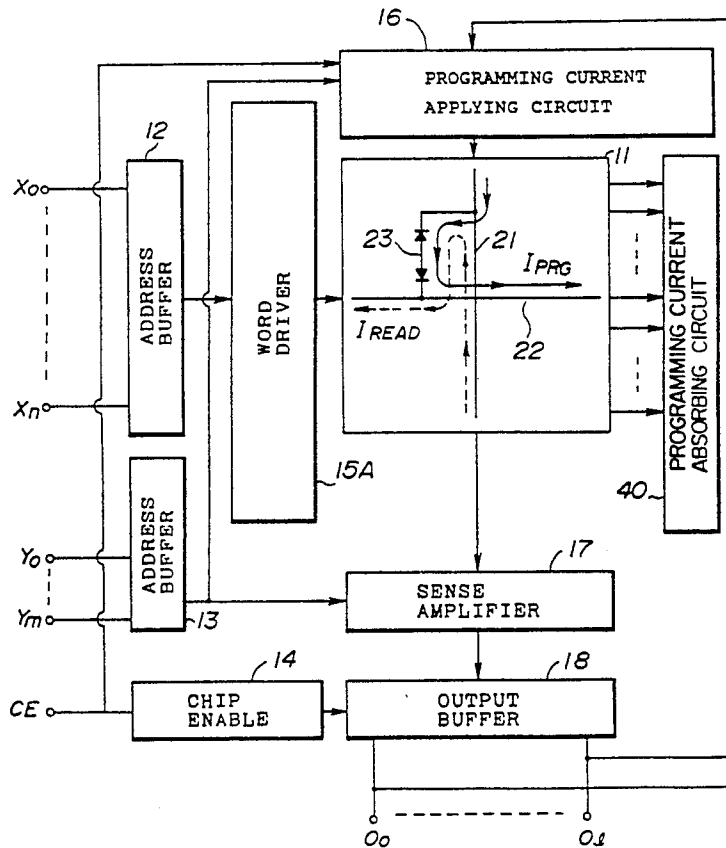 16
PROGRAMMING CURRENT
APPLYING CIRCUIT
12
11
X0
ADDRESS
BUFFER
WORD
DRIVER
23
21
IPRG
IREAD
22
PROGRAMMING CURRENT
ABSORBING CIRCUIT
Xn
15A
40
Y0
ADDRESS
BUFFER
17
SENSE
AMPLIFIER
Ym
13
14
18
CE
CHIP
ENABLE
OUTPUT
BUFFER
O0
Ol